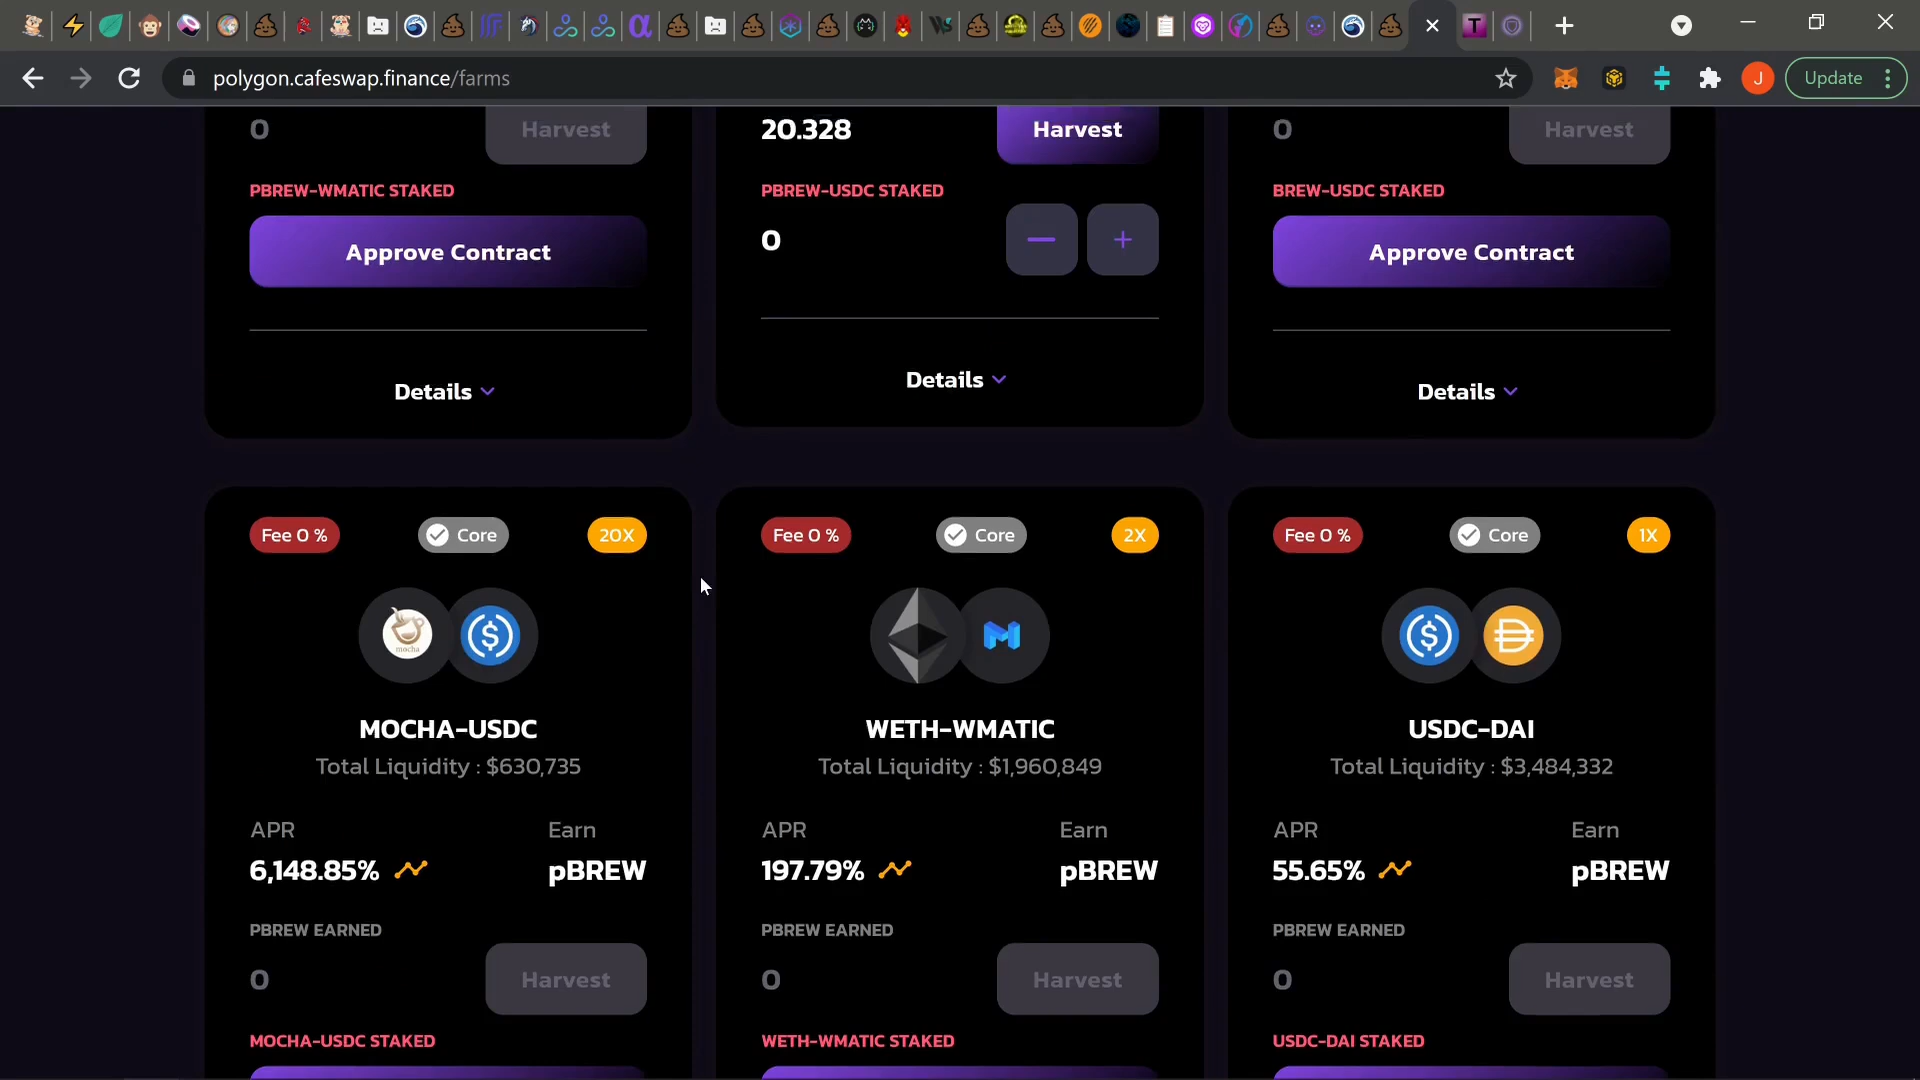 polygon.cafeswap.finance/farms
J
Update
0
Harvest
20.328
Harvest
0
Harvest
PBREW-WMATIC STAKED
PBREW-USDC STAKED
BREW-USDC STAKED
Approve Contract
0
Approve Contract
Details
Details
Details
Fee 0 %
Core
20X
Fee 0 %
Core
2X
Fee 0 %
Core
1X
mocha
MOCHA-USDC
WETH-WMATIC
USDC-DAI
Total Liquidity : $630,735
Total Liquidity : $1,960,849
Total Liquidity : $3,484,332
APR
Earn
APR
Earn
APR
Earn
6,148.85%
pBREW
197.79%
pBREW
55.65%
pBREW
PBREW EARNED
PBREW EARNED
PBREW EARNED
0
Harvest
0
Harvest
0
Harvest
MOCHA-USDC STAKED
WETH-WMATIC STAKED
USDC-DAI STAKED